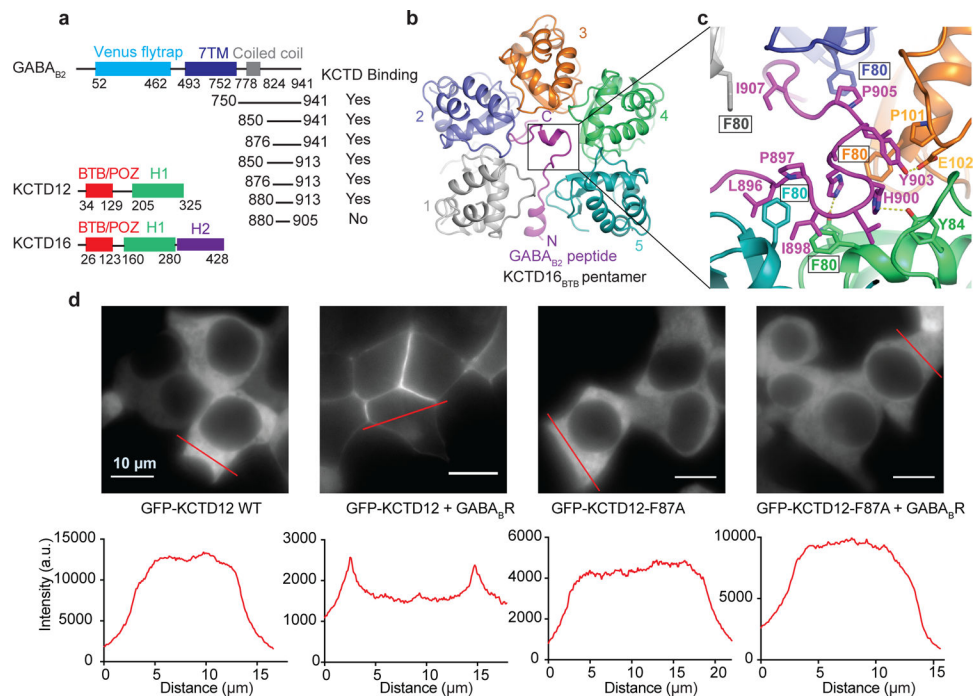 a
Venus flytrap 7TM Coiled coil
GABA_B2
52 462 493 752 778 824 941
KCTD Binding
750 941 Yes
850 941 Yes
876 941 Yes
850 913 Yes
876 913 Yes
880 913 Yes
880 905 No
BTB/POZ H1
KCTD12
34 129 205 325
BTB/POZ H1 H2
KCTD16
26 123 160 280 428
b
3
2
4
C
1
5
N
GABA_B2 peptide
KCTD16_BTB pentamer
c
F80
I907
P905
F80
P101
F80
E102
P897
Y903
L896
F80
H900
Y84
I898
F80
d
10 µm
GFP-KCTD12 WT
GFP-KCTD12 + GABA_BR
GFP-KCTD12-F87A
GFP-KCTD12-F87A + GABA_BR
Intensity (a.u.)
15000
10000
5000
0
0 5 10 15
Distance (µm)
3000
2000
1000
0
0 5 10 15
Distance (µm)
6000
4000
2000
0
0 5 10 15 20
Distance (µm)
10000
5000
0
0 5 10 15
Distance (µm)